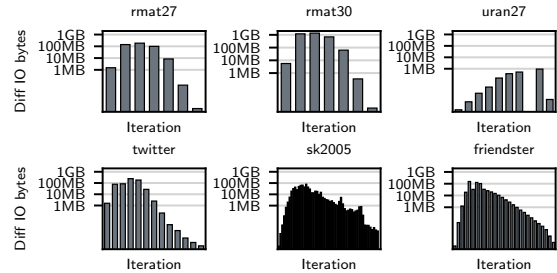 rmat27 rmat30 uran27
Diff IO bytes
1GB 1GB 1GB
100MB 100MB 100MB
10MB 10MB 10MB
1MB 1MB 1MB
Iteration Iteration Iteration
twitter sk2005 friendster
Diff IO bytes
1GB 1GB 1GB
100MB 100MB 100MB
10MB 10MB 10MB
1MB 1MB 1MB
Iteration Iteration Iteration